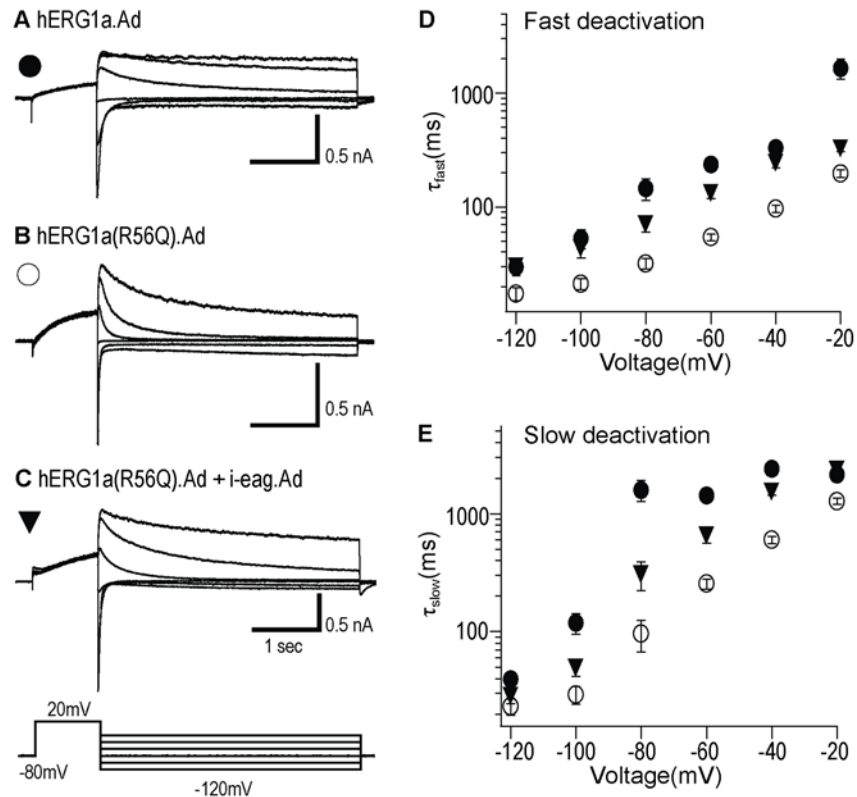 A hERG1a.Ad
0.5 nA
B hERG1a(R56Q).Ad
0.5 nA
C hERG1a(R56Q).Ad + i-eag.Ad
0.5 nA
1 sec
20mV
-80mV
-120mV
D Fast deactivation
τfast(ms)
1000
100
-120 -100 -80 -60 -40 -20
Voltage(mV)
E Slow deactivation
τslow(ms)
1000
100
-120 -100 -80 -60 -40 -20
Voltage(mV)